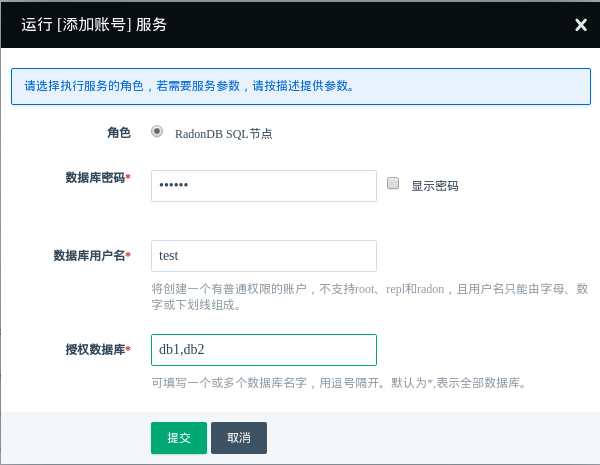 运行 [添加账号] 服务
请选择执行服务的角色，若需要服务参数，请按描述提供参数。
角色 RadonDB SQL节点
数据库密码* •••••• 显示密码
数据库用户名* test
将创建一个有普通权限的账户，不支持root、repl和radon，且用户名只能由字母、数
字或下划线组成。
授权数据库* db1,db2
可填写一个或多个数据库名字，用逗号隔开。默认为*,表示全部数据库。
提交 取消